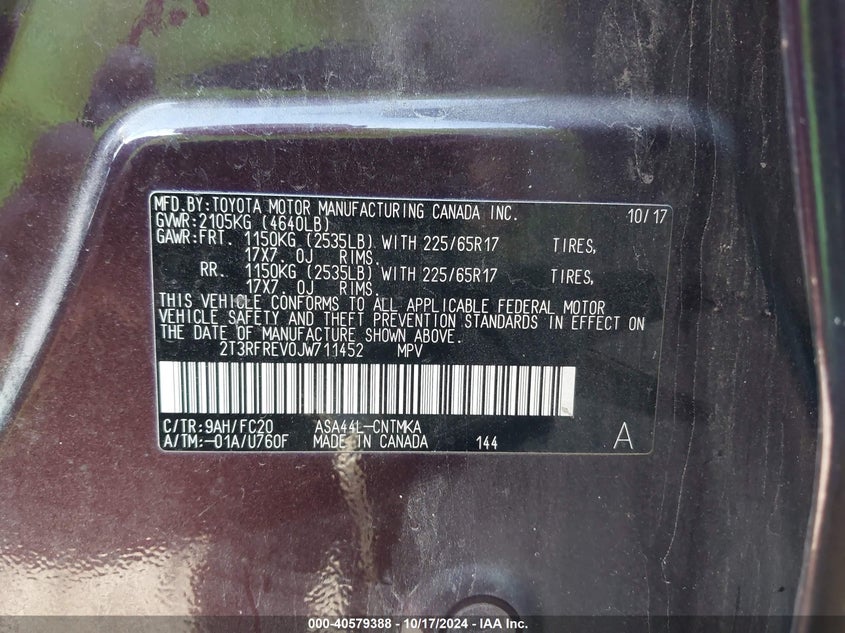 MFD.BY:TOYOTA MOTOR MANUFACTURING CANADA INC. 10/17
GVWR:2105KG (4640LB)
GAWR:FRT. 1150KG (2535LB) WITH 225/65R17 TIRES,
17X7.0J RIMS.
RR. 1150KG (2535LB) WITH 225/65R17 TIRES,
17X7.0J RIMS.
THIS VEHICLE CONFORMS TO ALL APPLICABLE FEDERAL MOTOR
VEHICLE SAFETY AND THEFT PREVENTION STANDARDS IN EFFECT ON
THE DATE OF MANUFACTURE SHOWN ABOVE.
2T3RFREV0JW711452 MPV
C/TR:9AH/FC20 ASA44L-CNTMKA
A/TM:-01A/U760F MADE IN CANADA 144 A
000-40579388 - 10/17/2024 - IAA Inc.